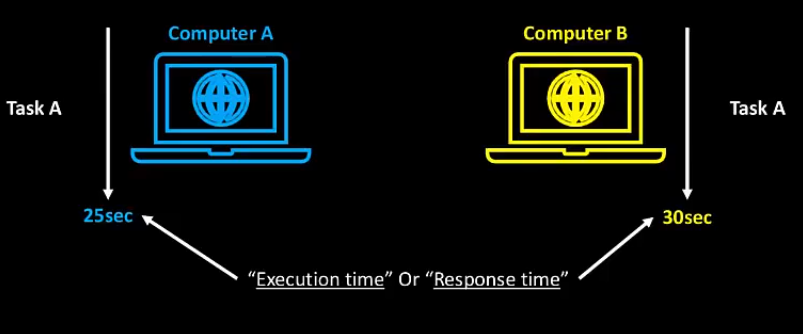 Computer A
Computer B
Task A
Task A
25sec
30sec
“Execution time” Or “Response time”